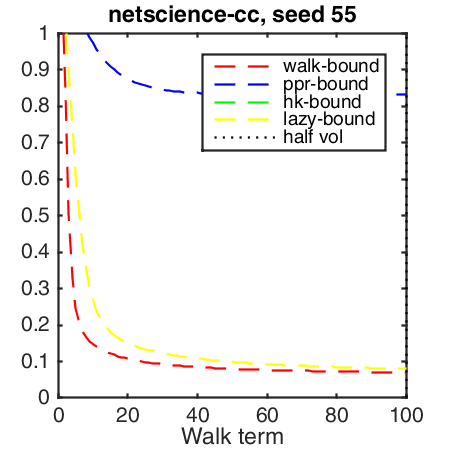 netscience-cc, seed 55
1
0.9
0.8
0.7
0.6
0.5
0.4
0.3
0.2
0.1
0
walk-bound
ppr-bound
hk-bound
lazy-bound
half vol
0 20 40 60 80 100
Walk term